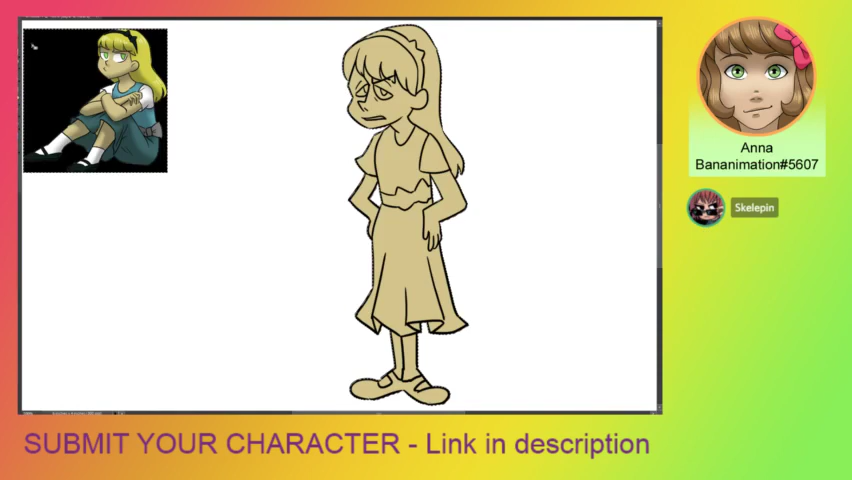 Anna
Bananimation#5607
Skelepin
SUBMIT YOUR CHARACTER - Link in description